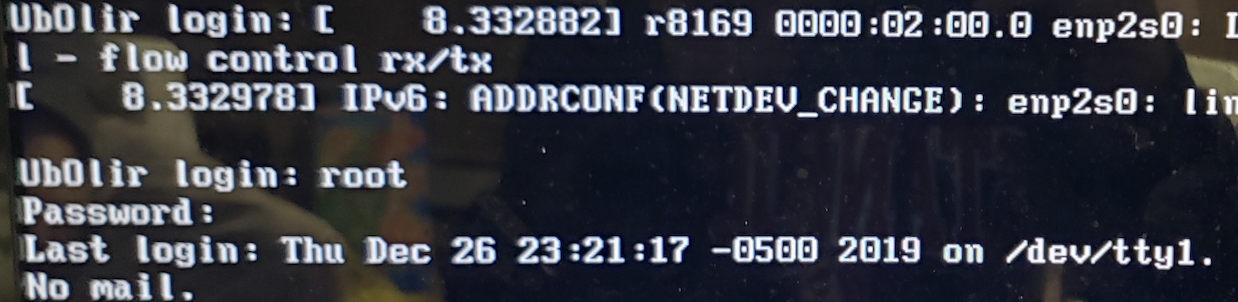 UbOlir login: [    8.332882] r8169 0000:02:00.0 enp2s0:
l - flow control rx/tx
[    8.332978] IPv6: ADDRCONF(NETDEV_CHANGE): enp2s0: lin
UbOlir login: root
Password:
Last login: Thu Dec 26 23:21:17 -0500 2019 on /dev/tty1.
No mail.